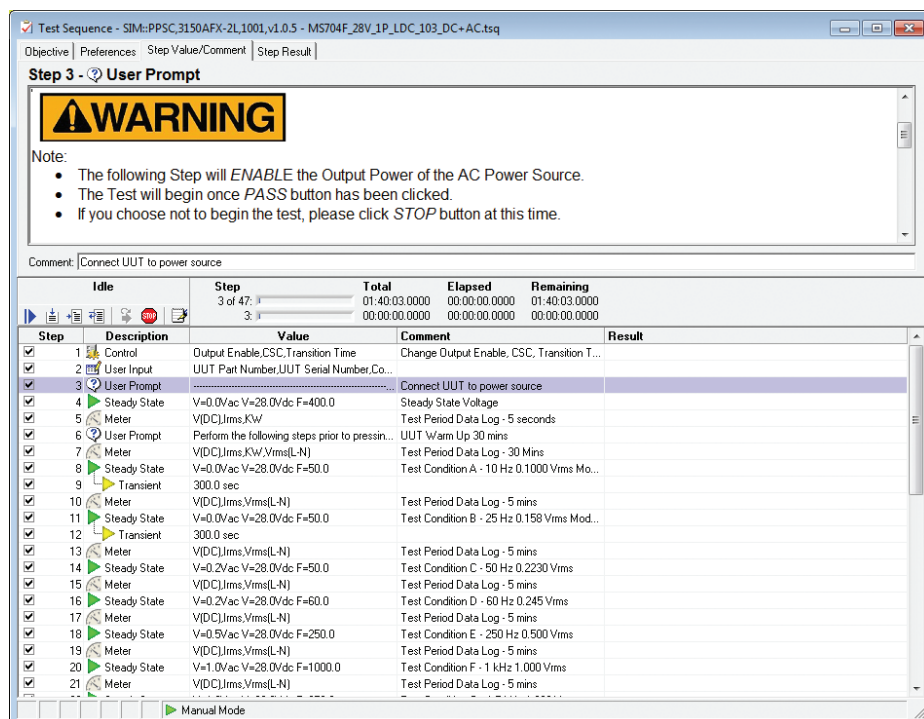 Test Sequence - SIM::PPSC,3150AFX-2L,1001,v1.0.5 - MS704F_28V_1P_LDC_103_DC+AC.tsq
Objective Preferences Step Value/Comment Step Result
Step 3 - User Prompt
WARNING
Note:
• The following Step will ENABLE the Output Power of the AC Power Source.
• The Test will begin once PASS button has been clicked.
• If you choose not to begin the test, please click STOP button at this time.
Comment: Connect UUT to power source
Idle Step Total Elapsed Remaining
3 of 47: 01:40:03.0000 00:00:00.0000 01:40:03.0000
STOP 3: 00:00:00.0000 00:00:00.0000 00:00:00.0000
Step Description Value Comment Result
1 Control Output Enable,CSC,Transition Time Change Output Enable, CSC, Transition T...
2 User Input UUT Part Number,UUT Serial Number,Co...
3 User Prompt ---------------------------------------------------------------... Connect UUT to power source
4 Steady State V=0.0Vac V=28.0Vdc F=400.0 Steady State Voltage
5 Meter V(DC),Irms,KW Test Period Data Log - 5 seconds
6 User Prompt Perform the following steps prior to pressin... UUT Warm Up 30 mins
7 Meter V(DC),Irms,KW,Vrms(L-N) Test Period Data Log - 30 Mins
8 Steady State V=0.0Vac V=28.0Vdc F=50.0 Test Condition A - 10 Hz 0.1000 Vrms Mo...
9 Transient 300.0 sec
10 Meter V(DC),Irms,Vrms(L-N) Test Period Data Log - 5 mins
11 Steady State V=0.0Vac V=28.0Vdc F=50.0 Test Condition B - 25 Hz 0.158 Vrms Mod...
12 Transient 300.0 sec
13 Meter V(DC),Irms,Vrms(L-N) Test Period Data Log - 5 mins
14 Steady State V=0.2Vac V=28.0Vdc F=50.0 Test Condition C - 50 Hz 0.2230 Vrms
15 Meter V(DC),Irms,Vrms(L-N) Test Period Data Log - 5 mins
16 Steady State V=0.2Vac V=28.0Vdc F=60.0 Test Condition D - 60 Hz 0.245 Vrms
17 Meter V(DC),Irms,Vrms(L-N) Test Period Data Log - 5 mins
18 Steady State V=0.5Vac V=28.0Vdc F=250.0 Test Condition E - 250 Hz 0.500 Vrms
19 Meter V(DC),Irms,Vrms(L-N) Test Period Data Log - 5 mins
20 Steady State V=1.0Vac V=28.0Vdc F=1000.0 Test Condition F - 1 kHz 1.000 Vrms
21 Meter V(DC),Irms,Vrms(L-N) Test Period Data Log - 5 mins
Manual Mode